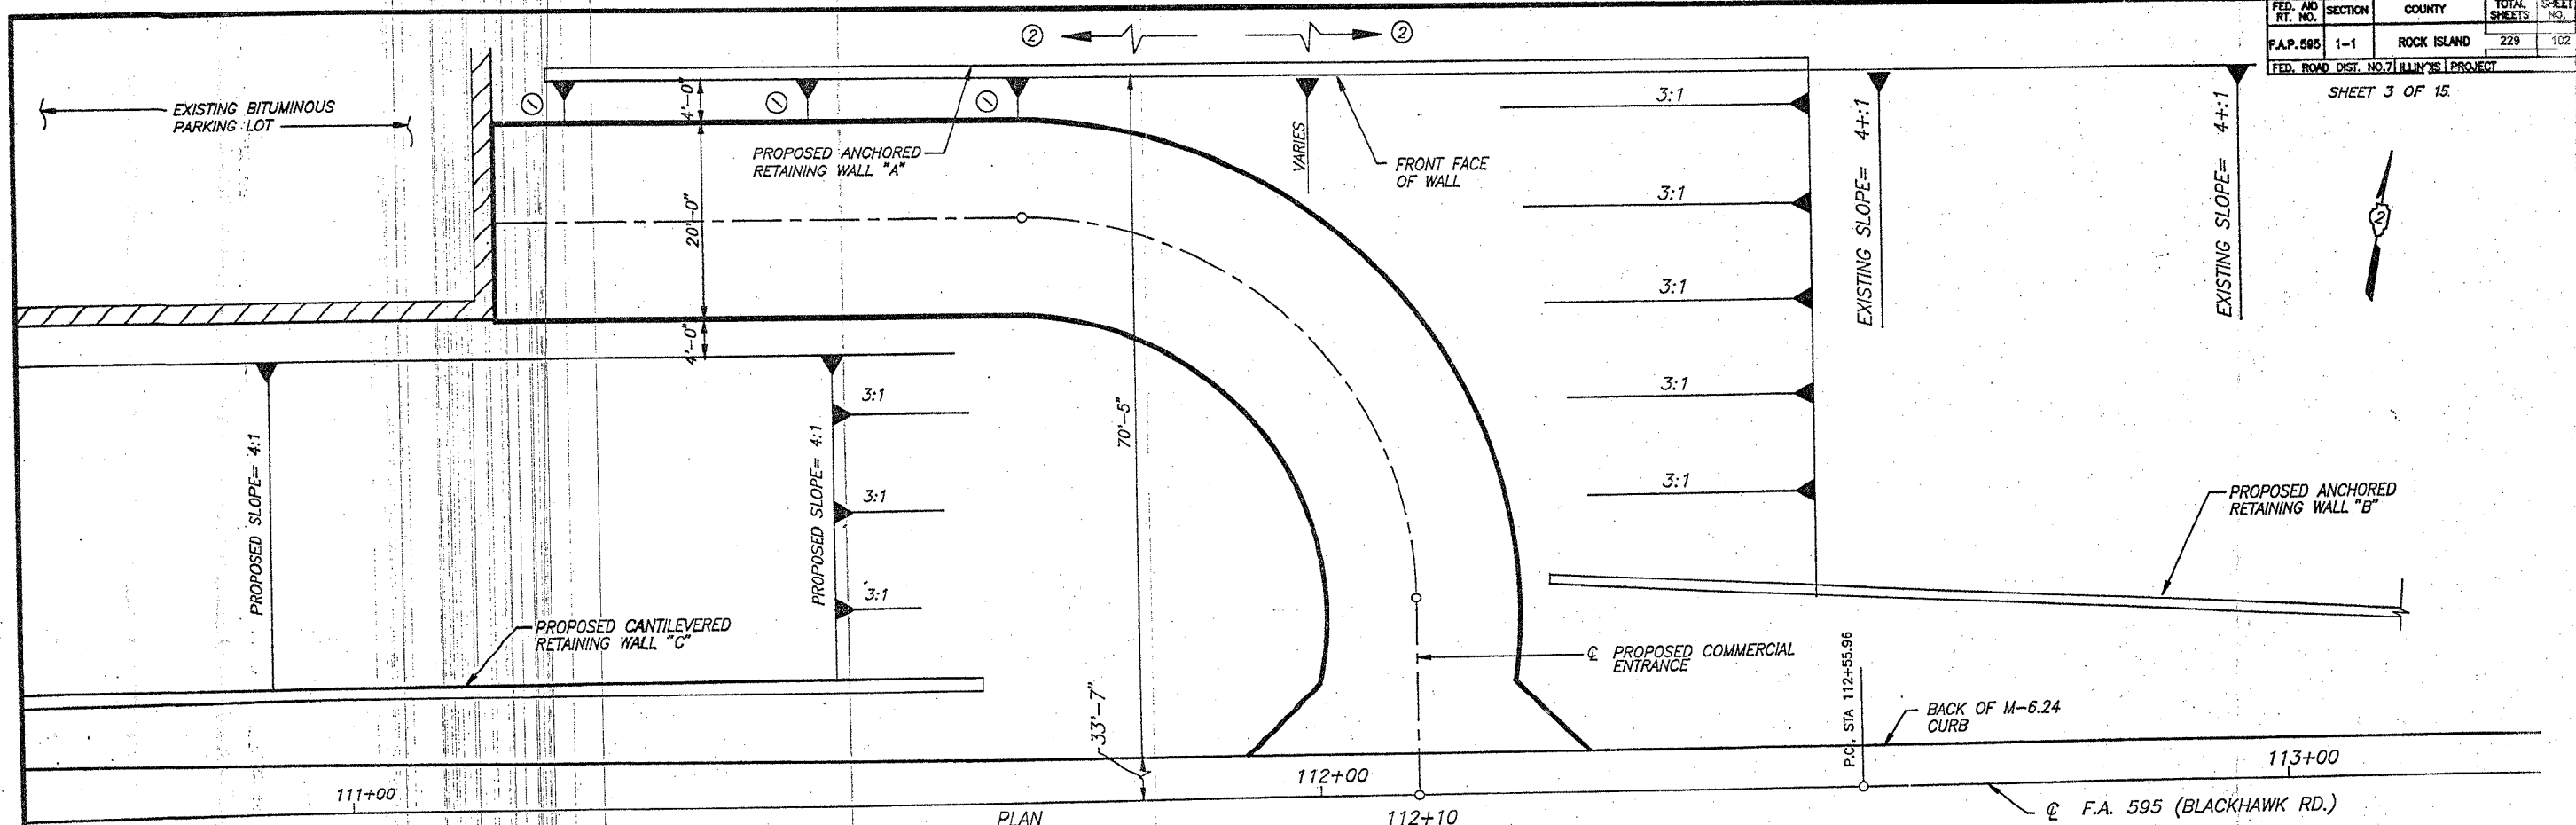 FED. AID RT. NO. SECTION COUNTY TOTAL SHEETS SHEET NO.
F.A.P. 595 1-1 ROCK ISLAND 229 102
FED. ROAD DIST. NO.7 ILLINOIS PROJECT
SHEET 3 OF 15
② ②
EXISTING BITUMINOUS
PARKING LOT
① ① ①
4'-0"
20'-0"
4'-0"
PROPOSED ANCHORED
RETAINING WALL "A"
VARIES
FRONT FACE
OF WALL
3:1
3:1
3:1
3:1
3:1
EXISTING SLOPE= 4+:1
EXISTING SLOPE= 4+:1
2
70'-5"
PROPOSED SLOPE= 4:1
PROPOSED SLOPE= 4:1
3:1
3:1
3:1
PROPOSED ANCHORED
RETAINING WALL "B"
PROPOSED CANTILEVERED
RETAINING WALL "C"
℄ PROPOSED COMMERCIAL
ENTRANCE
P.C., STA 112+55.96
BACK OF M-6.24
CURB
33'-7"
111+00
112+00
113+00
PLAN
112+10
℄ F.A. 595 (BLACKHAWK RD.)